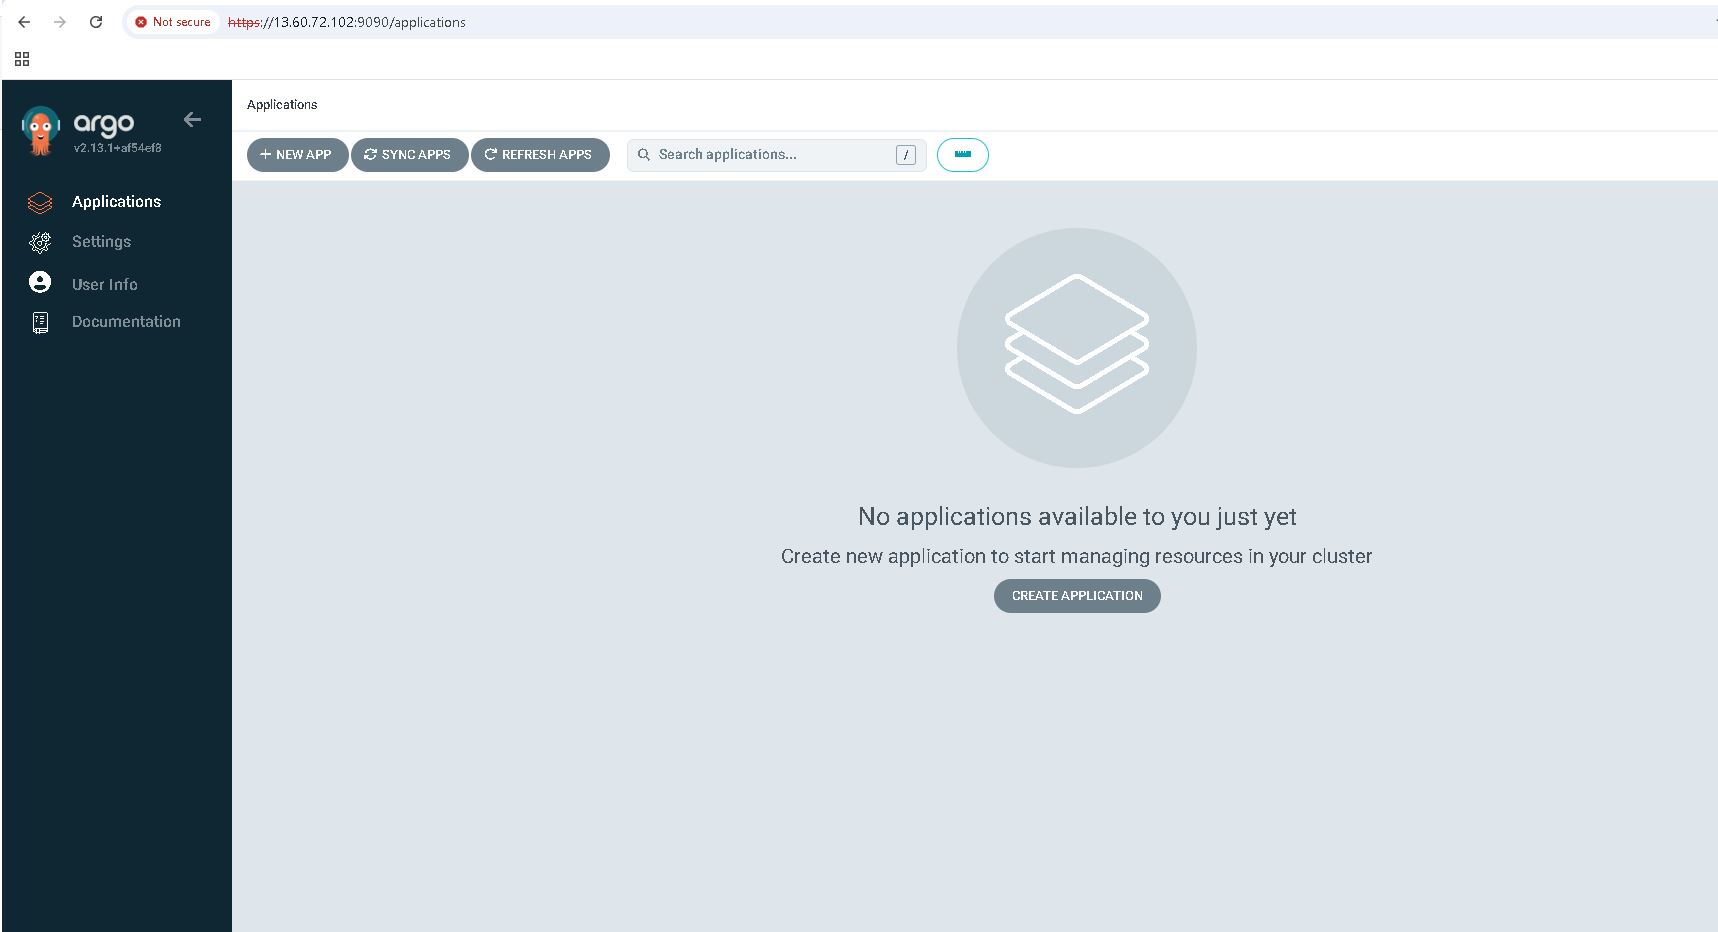 Not secure https://13.60.72.102:9090/applications
argo
v2.13.1+af54ef8
Applications
Settings
User Info
Documentation
Applications
NEW APP SYNC APPS REFRESH APPS Search applications... /
No applications available to you just yet
Create new application to start managing resources in your cluster
CREATE APPLICATION